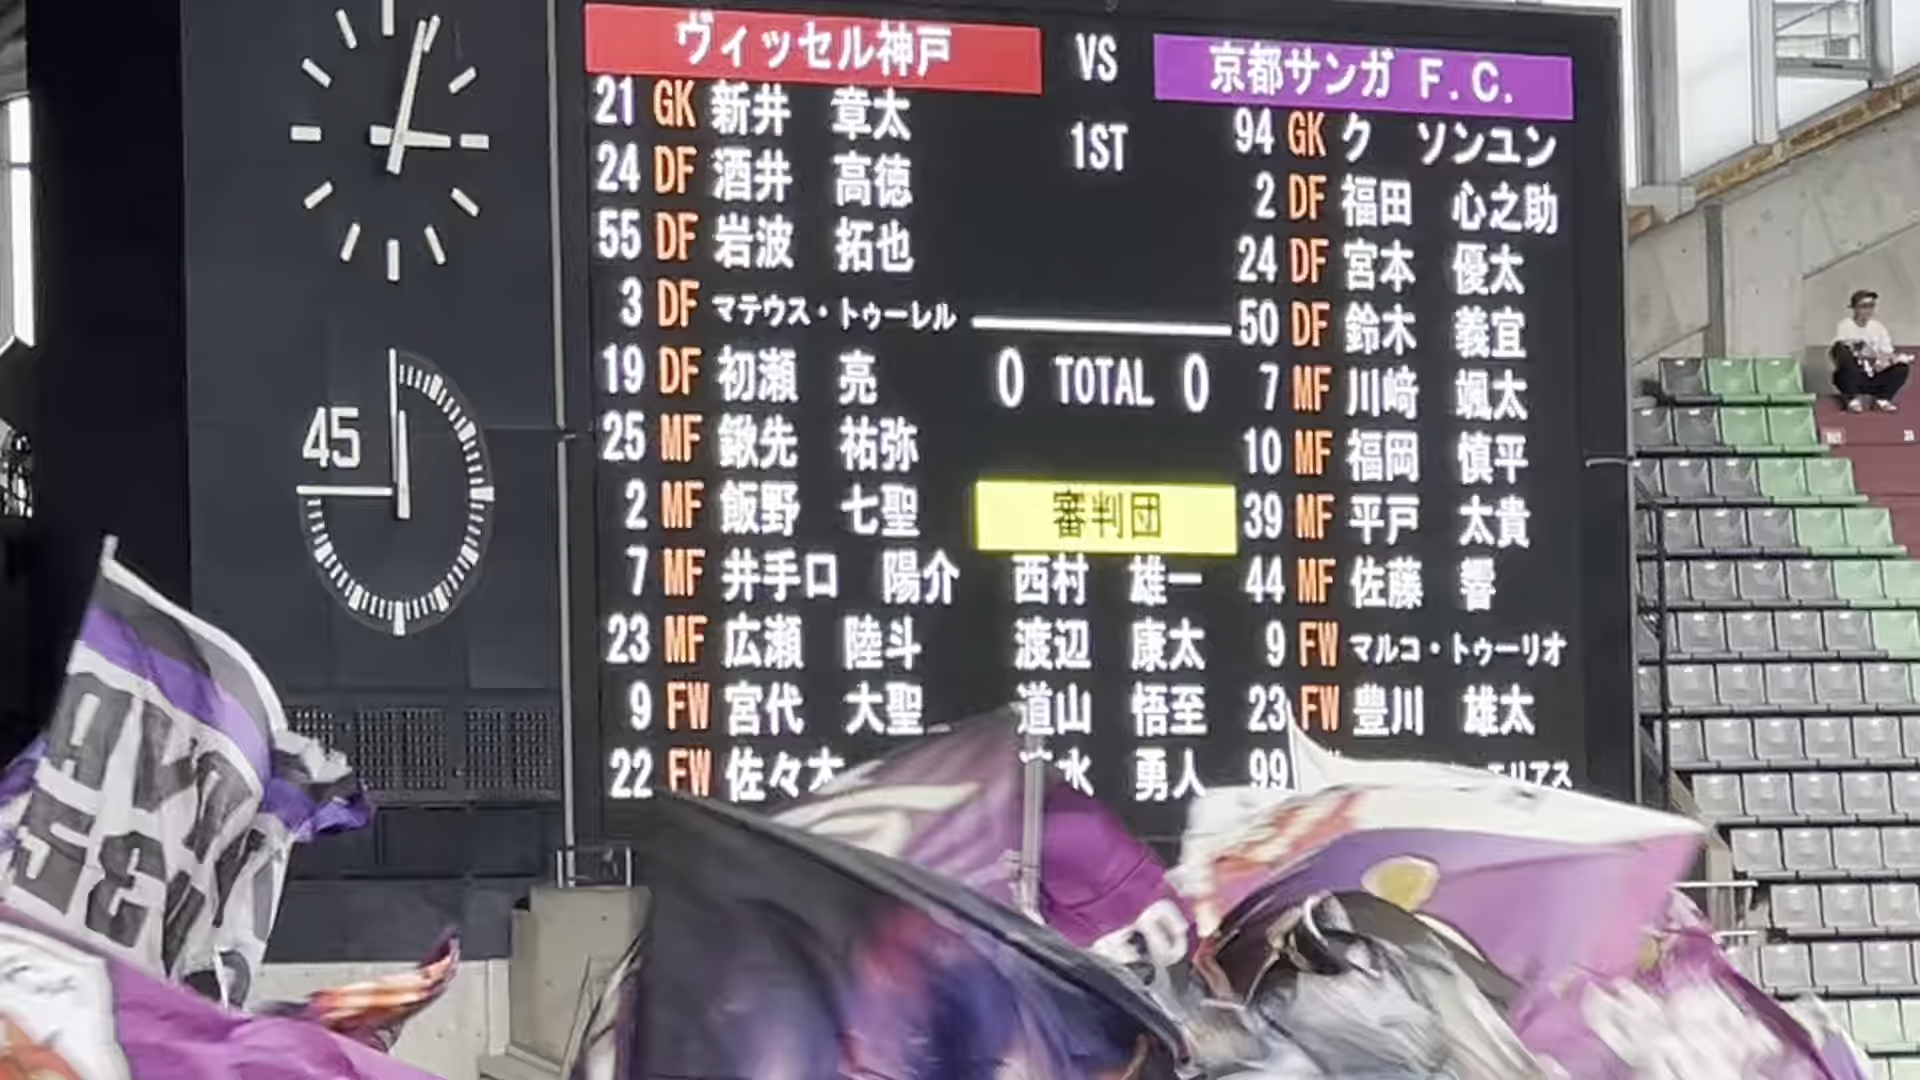 ヴィッセル神戸 VS 京都サンガ F.C.
1ST
21 GK 新井 章太
24 DF 酒井 高徳
55 DF 岩波 拓也
3 DF マテウス・トゥーレル
19 DF 初瀬 亮
25 MF 鍬先 祐弥
2 MF 飯野 七聖
7 MF 井手口 陽介
23 MF 広瀬 陸斗
9 FW 宮代 大聖
22 FW 佐々木
0 TOTAL 0
審判団
西村 雄一
渡辺 康太
道山 悟至
水 勇人
94 GK ク ソンユン
2 DF 福田 心之助
24 DF 宮本 優太
50 DF 鈴木 義宜
7 MF 川﨑 颯太
10 MF 福岡 慎平
39 MF 平戸 太貴
44 MF 佐藤 響
9 FW マルコ・トゥーリオ
23 FW 豊川 雄太
99 エリアス
45